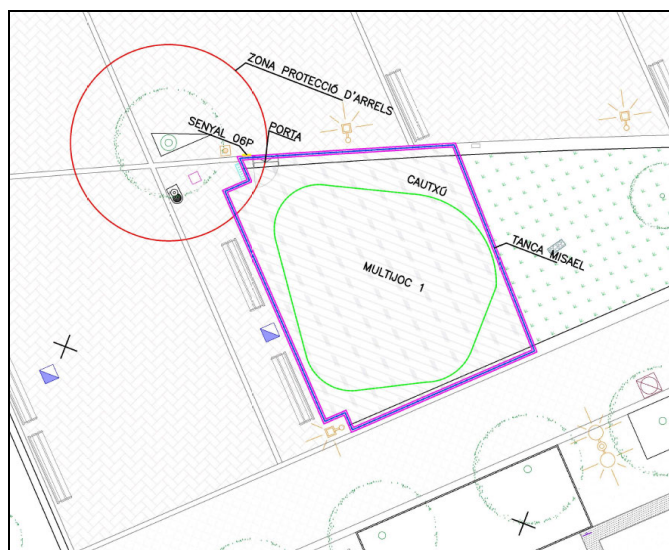 ZONA PROTECCIÓ D'ARRELS
SENYAL 06P
PORTA
CAUTXÚ
TANCA MISAEL
MULTIJOC 1